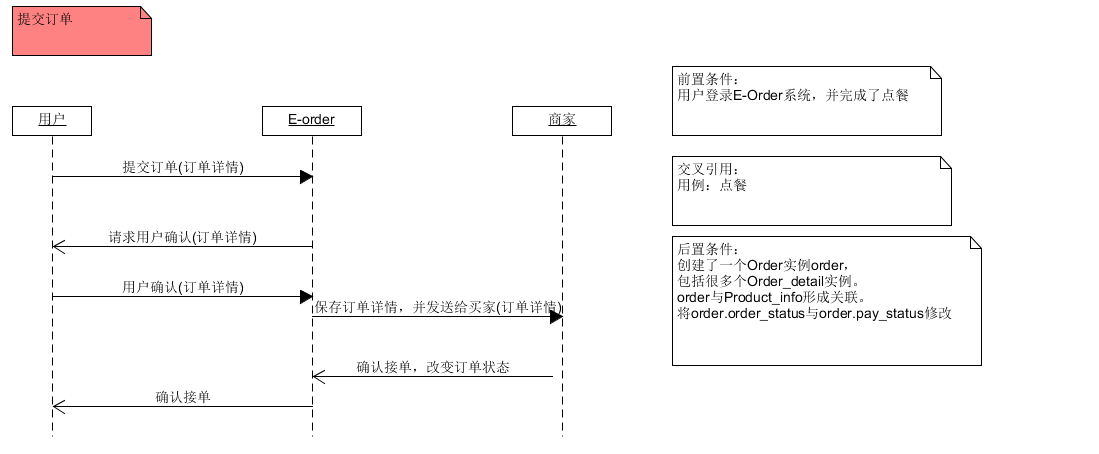 提交订单
用户
E-order
商家
提交订单(订单详情)
请求用户确认(订单详情)
用户确认(订单详情)
保存订单详情，并发送给买家(订单详情)
确认接单，改变订单状态
确认接单
前置条件：
用户登录E-Order系统，并完成了点餐
交叉引用：
用例：点餐
后置条件：
创建了一个Order实例order，
包括很多个Order_detail实例。
order与Product_info形成关联。
将order.order_status与order.pay_status修改